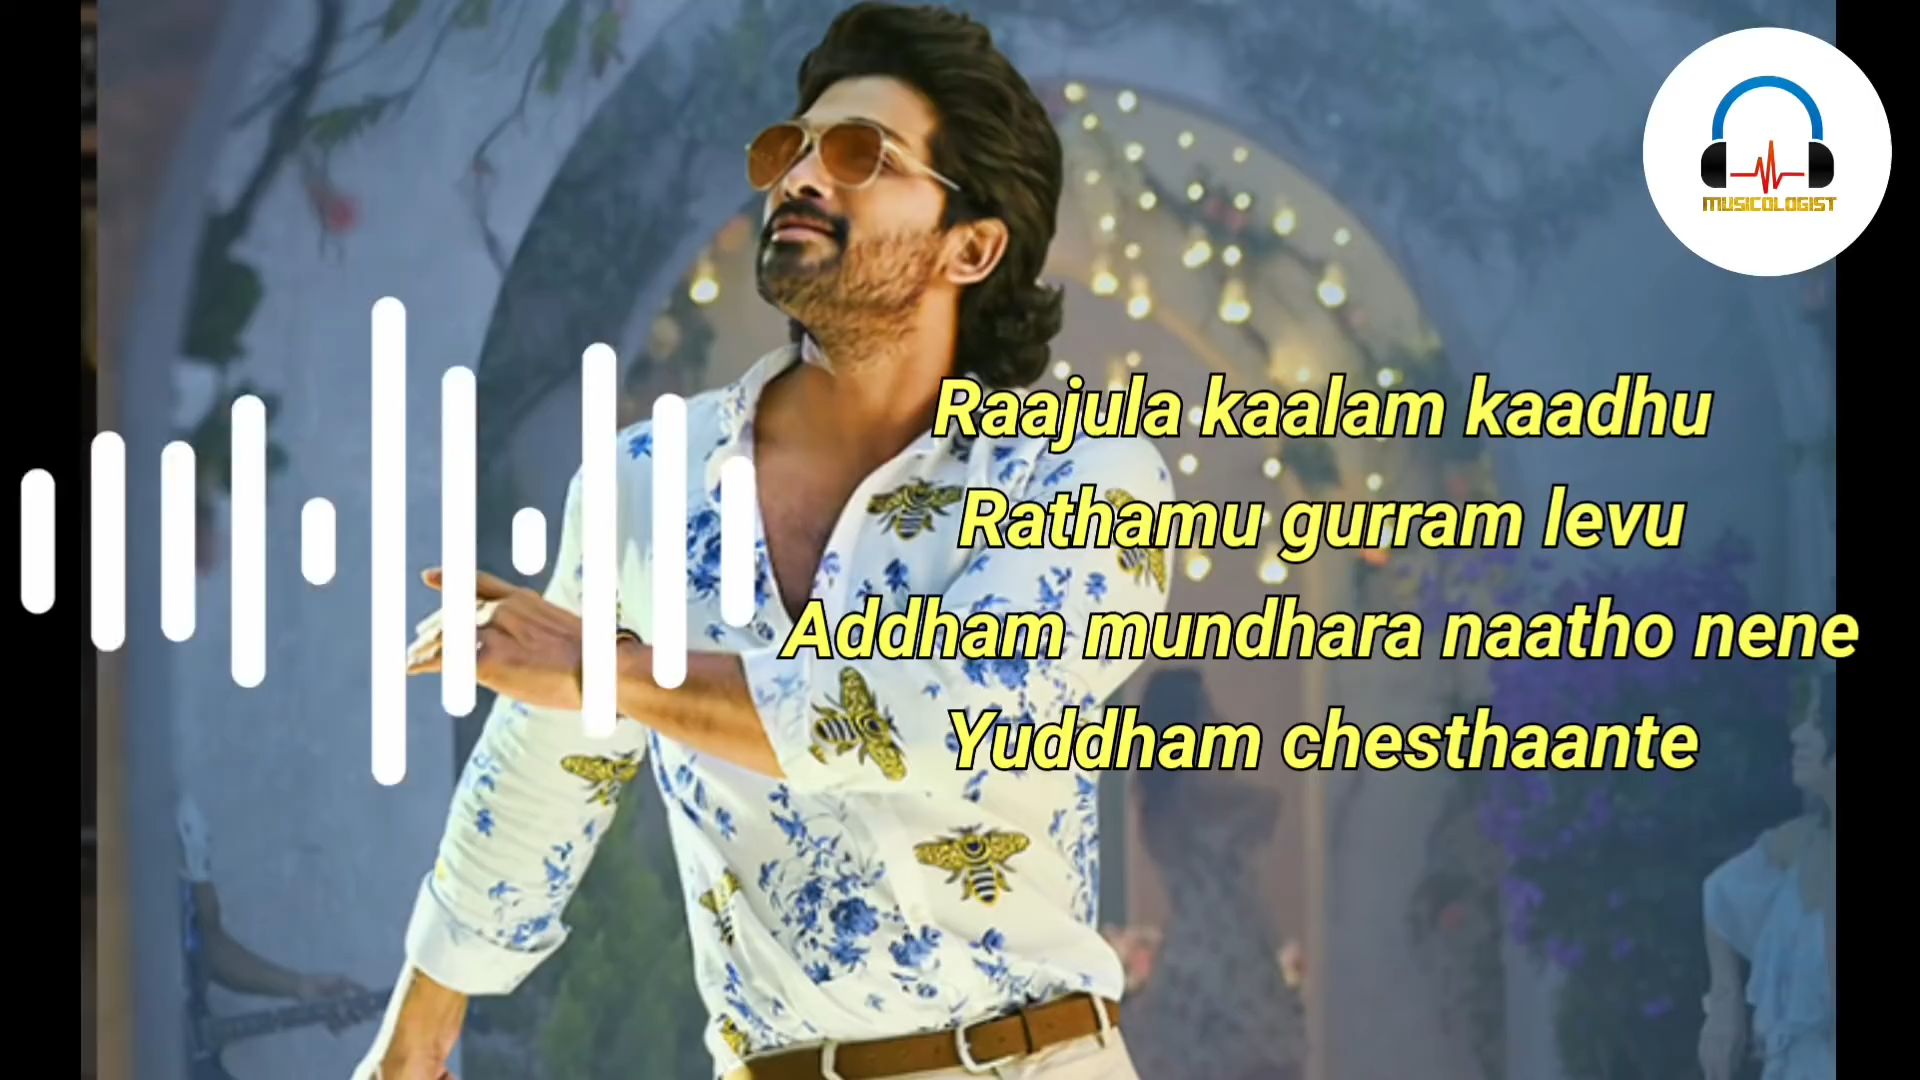 MUSICOLOGIST
Raajula kaalam kaadhu
Rathamu gurram levu
Addham mundhara naatho nene
Yuddham chesthaante